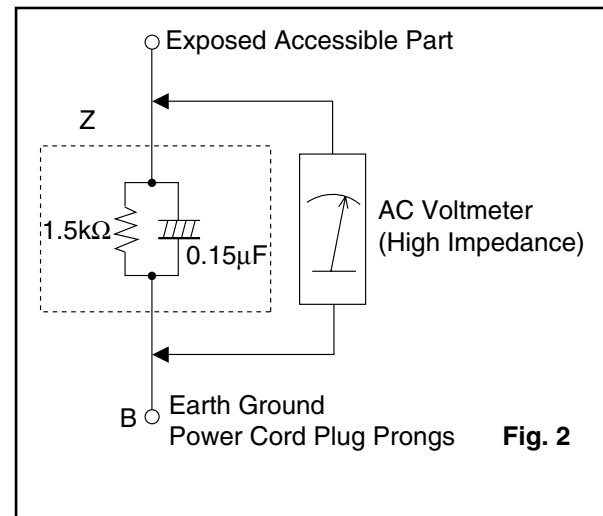 Exposed Accessible Part
Z
1.5kΩ
0.15μF
AC Voltmeter
(High Impedance)
B
Earth Ground
Power Cord Plug Prongs
Fig. 2